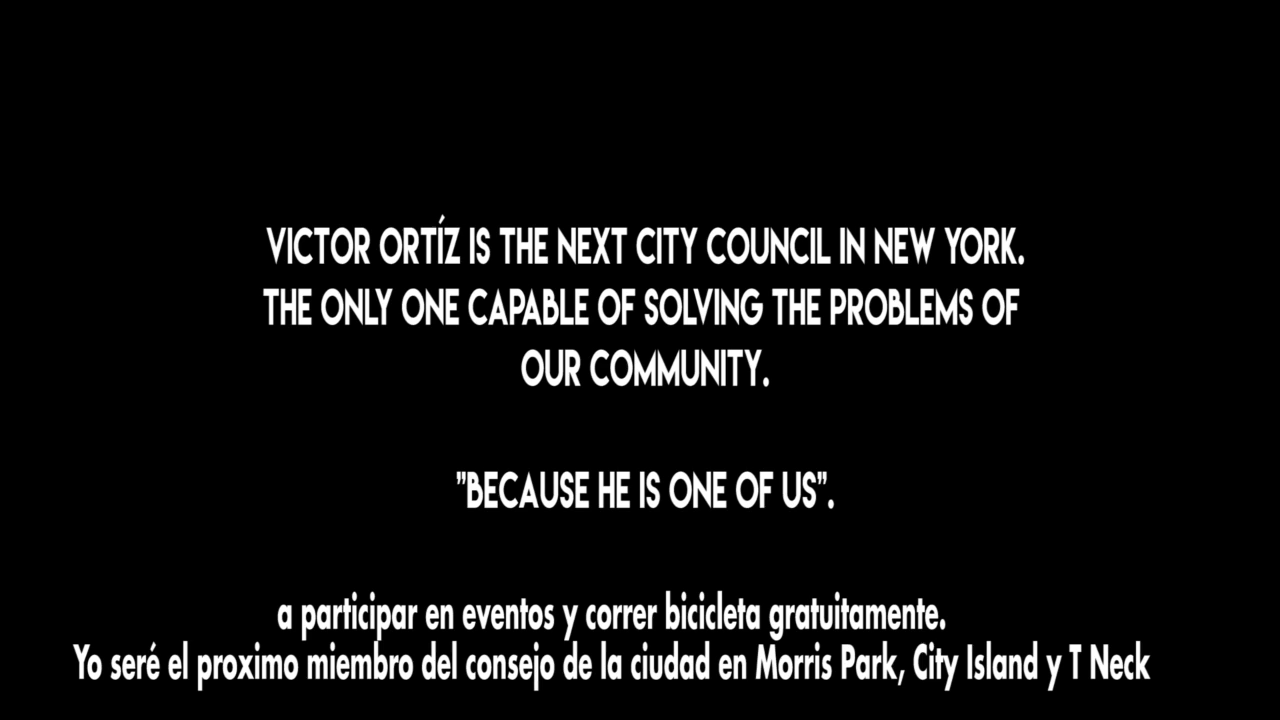 VICTOR ORTÍZ IS THE NEXT CITY COUNCIL IN NEW YORK.
THE ONLY ONE CAPABLE OF SOLVING THE PROBLEMS OF
OUR COMMUNITY.
"BECAUSE HE IS ONE OF US".
a participar en eventos y correr bicicleta gratuitamente.
Yo seré el proximo miembro del consejo de la ciudad en Morris Park, City Island y T Neck